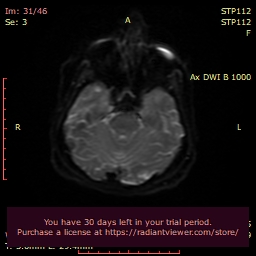 Im: 31/46
Se: 3
A
STP112
STP112
F
Ax DWI B 1000
R
L
You have 30 days left in your trial period.
Purchase a license at https://radiantviewer.com/store/